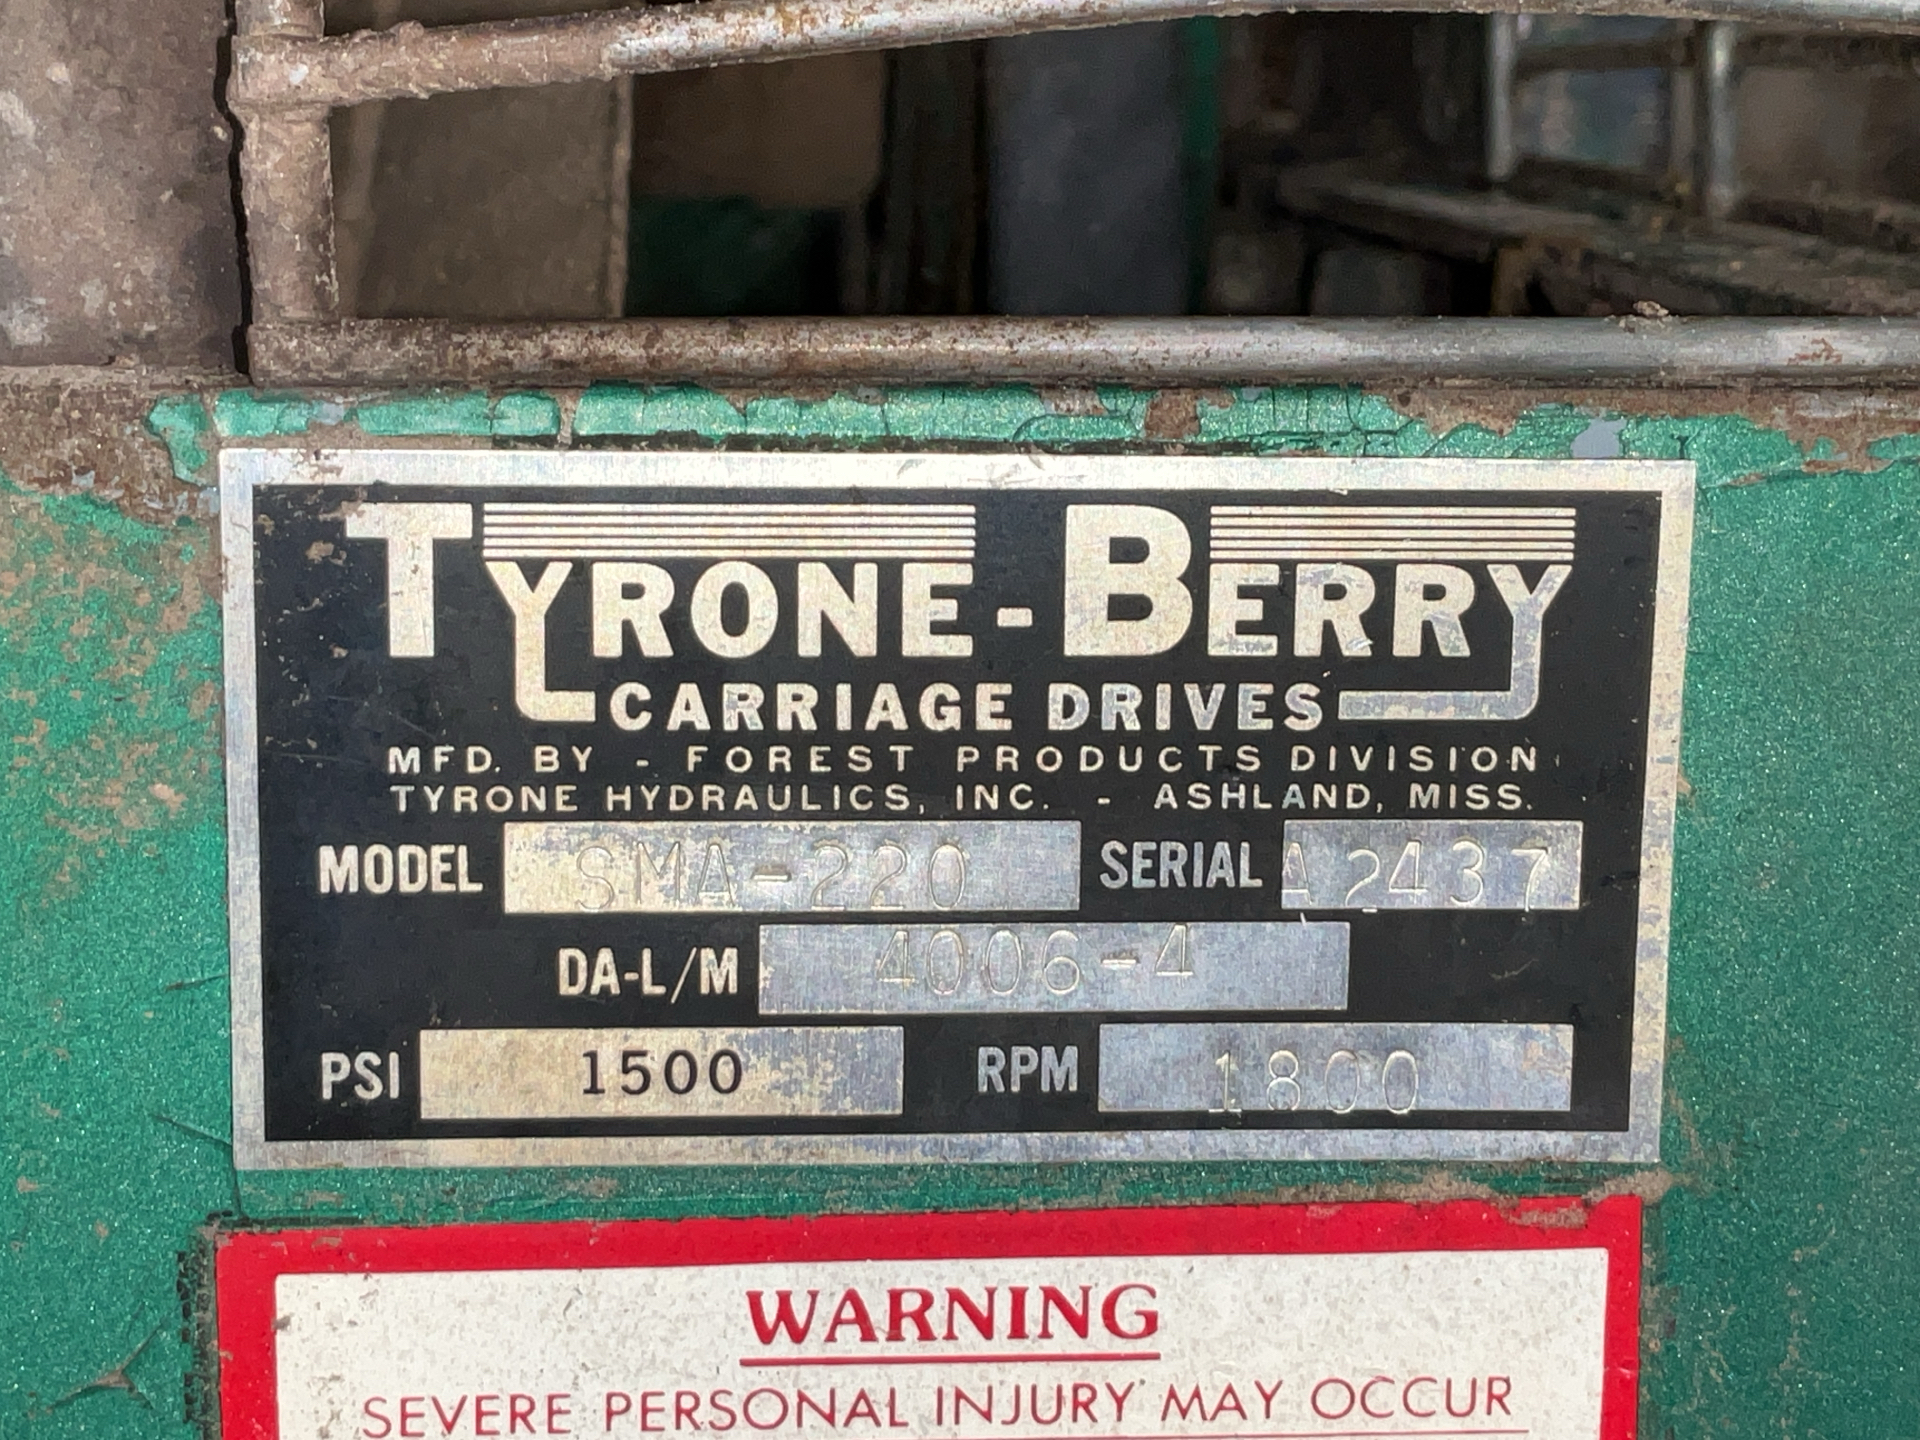 TYRONE-BERRY
CARRIAGE DRIVES
MFD. BY - FOREST PRODUCTS DIVISION
TYRONE HYDRAULICS, INC. - ASHLAND, MISS.
MODEL SMA-220 SERIAL A2437
DA-L/M 4006-4
PSI 1500 RPM 1800
WARNING
SEVERE PERSONAL INJURY MAY OCCUR